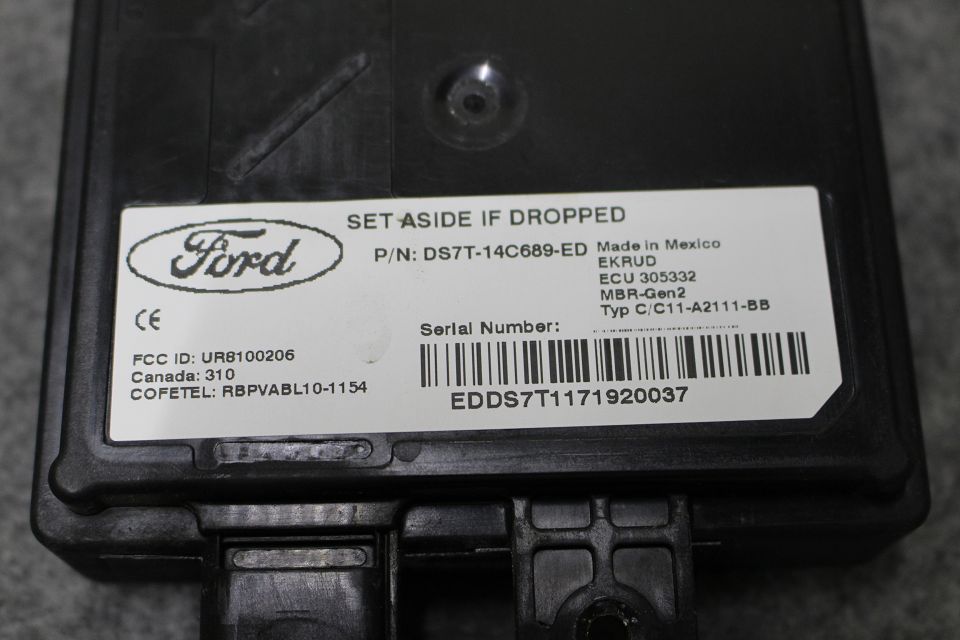 SET ASIDE IF DROPPED
Ford
P/N: DS7T-14C689-ED
Made in Mexico
EKRUD
ECU 305332
MBR-Gen2
Typ C/C11-A2111-BB
CE
FCC ID: UR8100206
Canada: 310
COFETEL: RBPVABL10-1154
Serial Number:
EDDS7T1171920037